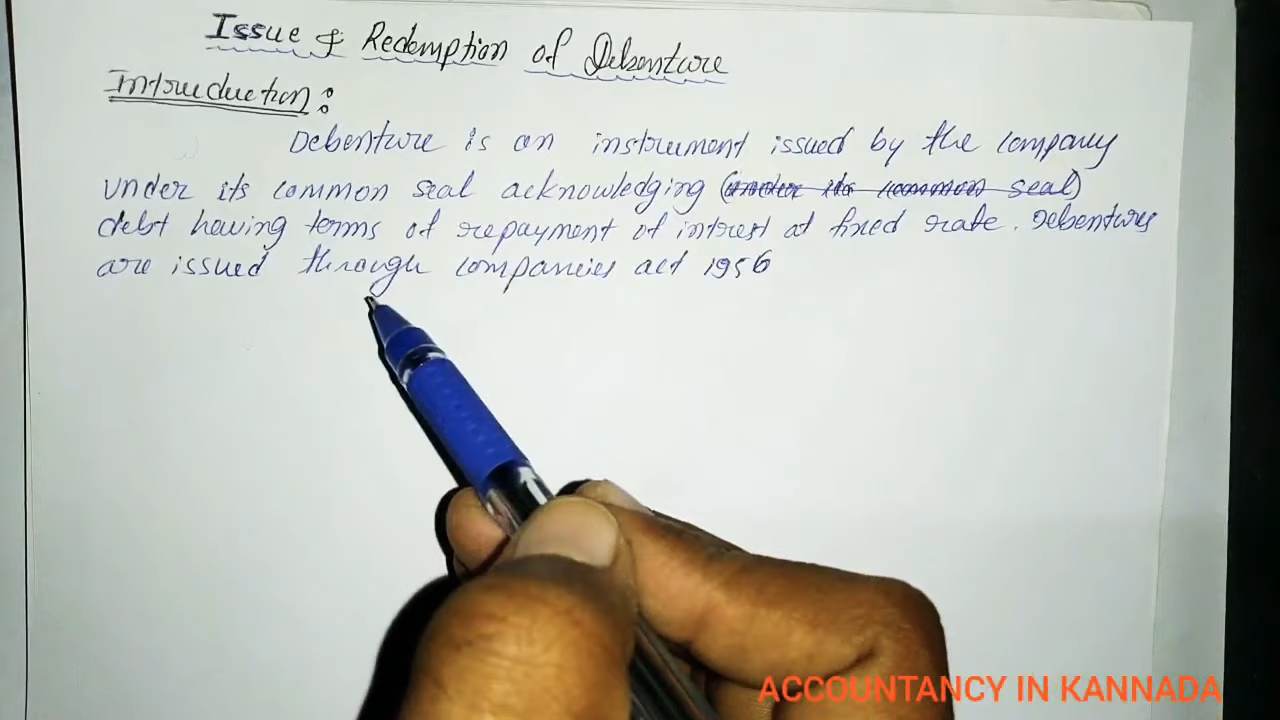 Issue & Redemption of Debenture
Introduction:
Debenture is an instrument issued by the company
under its common seal acknowledging (under its common seal)
debt having terms of repayment of interest at fixed rate. Debentures
are issued through companies act 1956
ACCOUNTANCY IN KANNADA